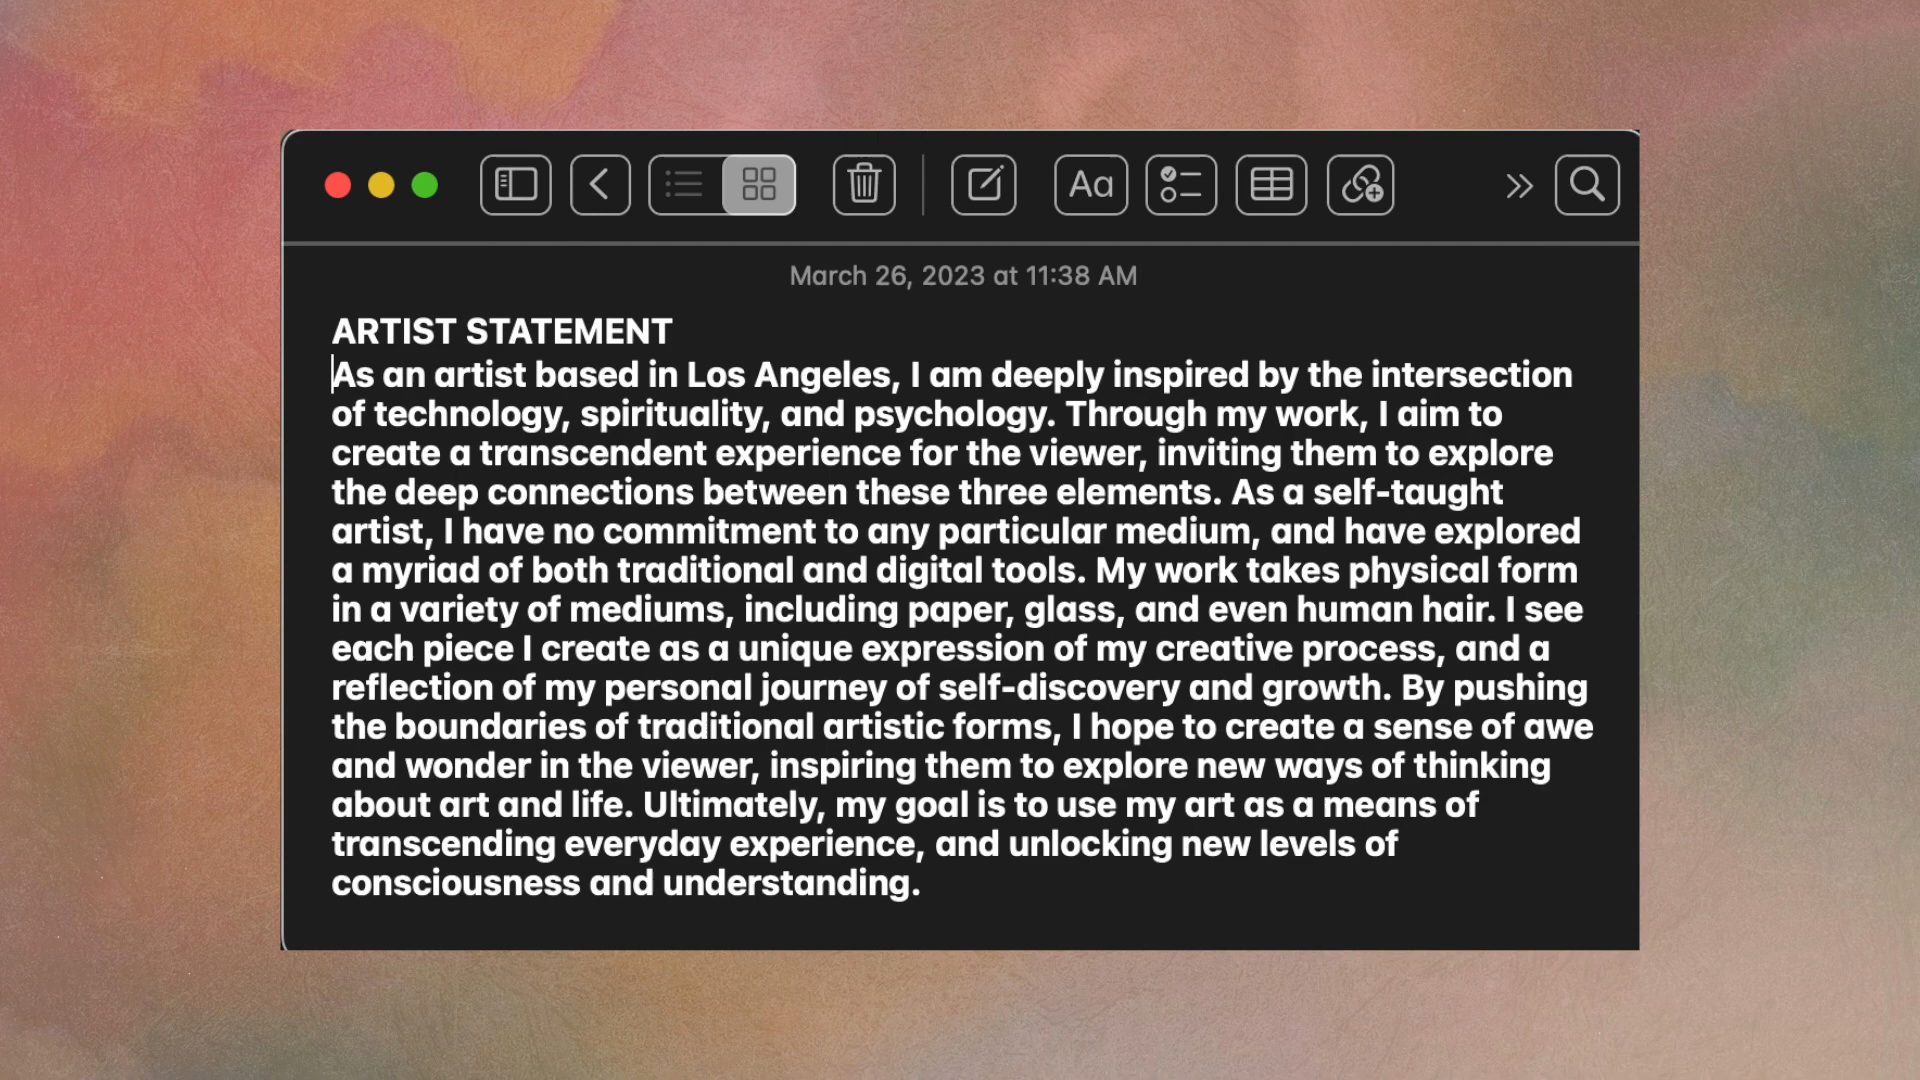 Aa
March 26, 2023 at 11:38 AM
ARTIST STATEMENT
As an artist based in Los Angeles, I am deeply inspired by the intersection
of technology, spirituality, and psychology. Through my work, I aim to
create a transcendent experience for the viewer, inviting them to explore
the deep connections between these three elements. As a self-taught
artist, I have no commitment to any particular medium, and have explored
a myriad of both traditional and digital tools. My work takes physical form
in a variety of mediums, including paper, glass, and even human hair. I see
each piece I create as a unique expression of my creative process, and a
reflection of my personal journey of self-discovery and growth. By pushing
the boundaries of traditional artistic forms, I hope to create a sense of awe
and wonder in the viewer, inspiring them to explore new ways of thinking
about art and life. Ultimately, my goal is to use my art as a means of
transcending everyday experience, and unlocking new levels of
consciousness and understanding.